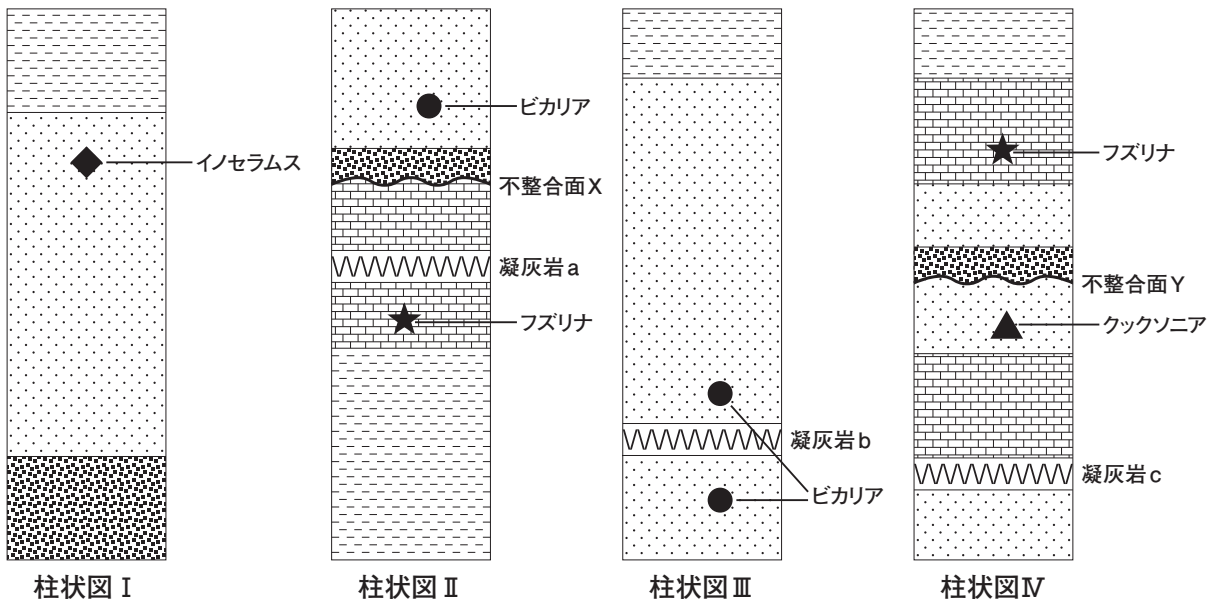 イノセラムス
柱状図Ⅰ
ビカリア
不整合面X
凝灰岩a
フズリナ
柱状図Ⅱ
凝灰岩b
ビカリア
柱状図Ⅲ
フズリナ
不整合面Y
クックソニア
凝灰岩c
柱状図Ⅳ